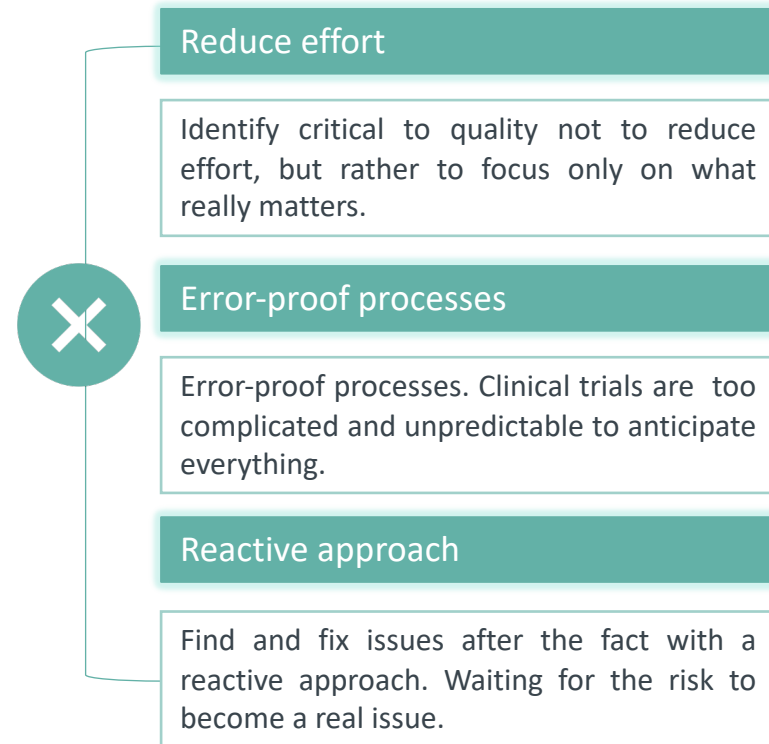 Reduce effort
Identify critical to quality not to reduce
effort, but rather to focus only on what
really matters.
Error-proof processes
Error-proof processes. Clinical trials are too
complicated and unpredictable to anticipate
everything.
Reactive approach
Find and fix issues after the fact with a
reactive approach. Waiting for the risk to
become a real issue.